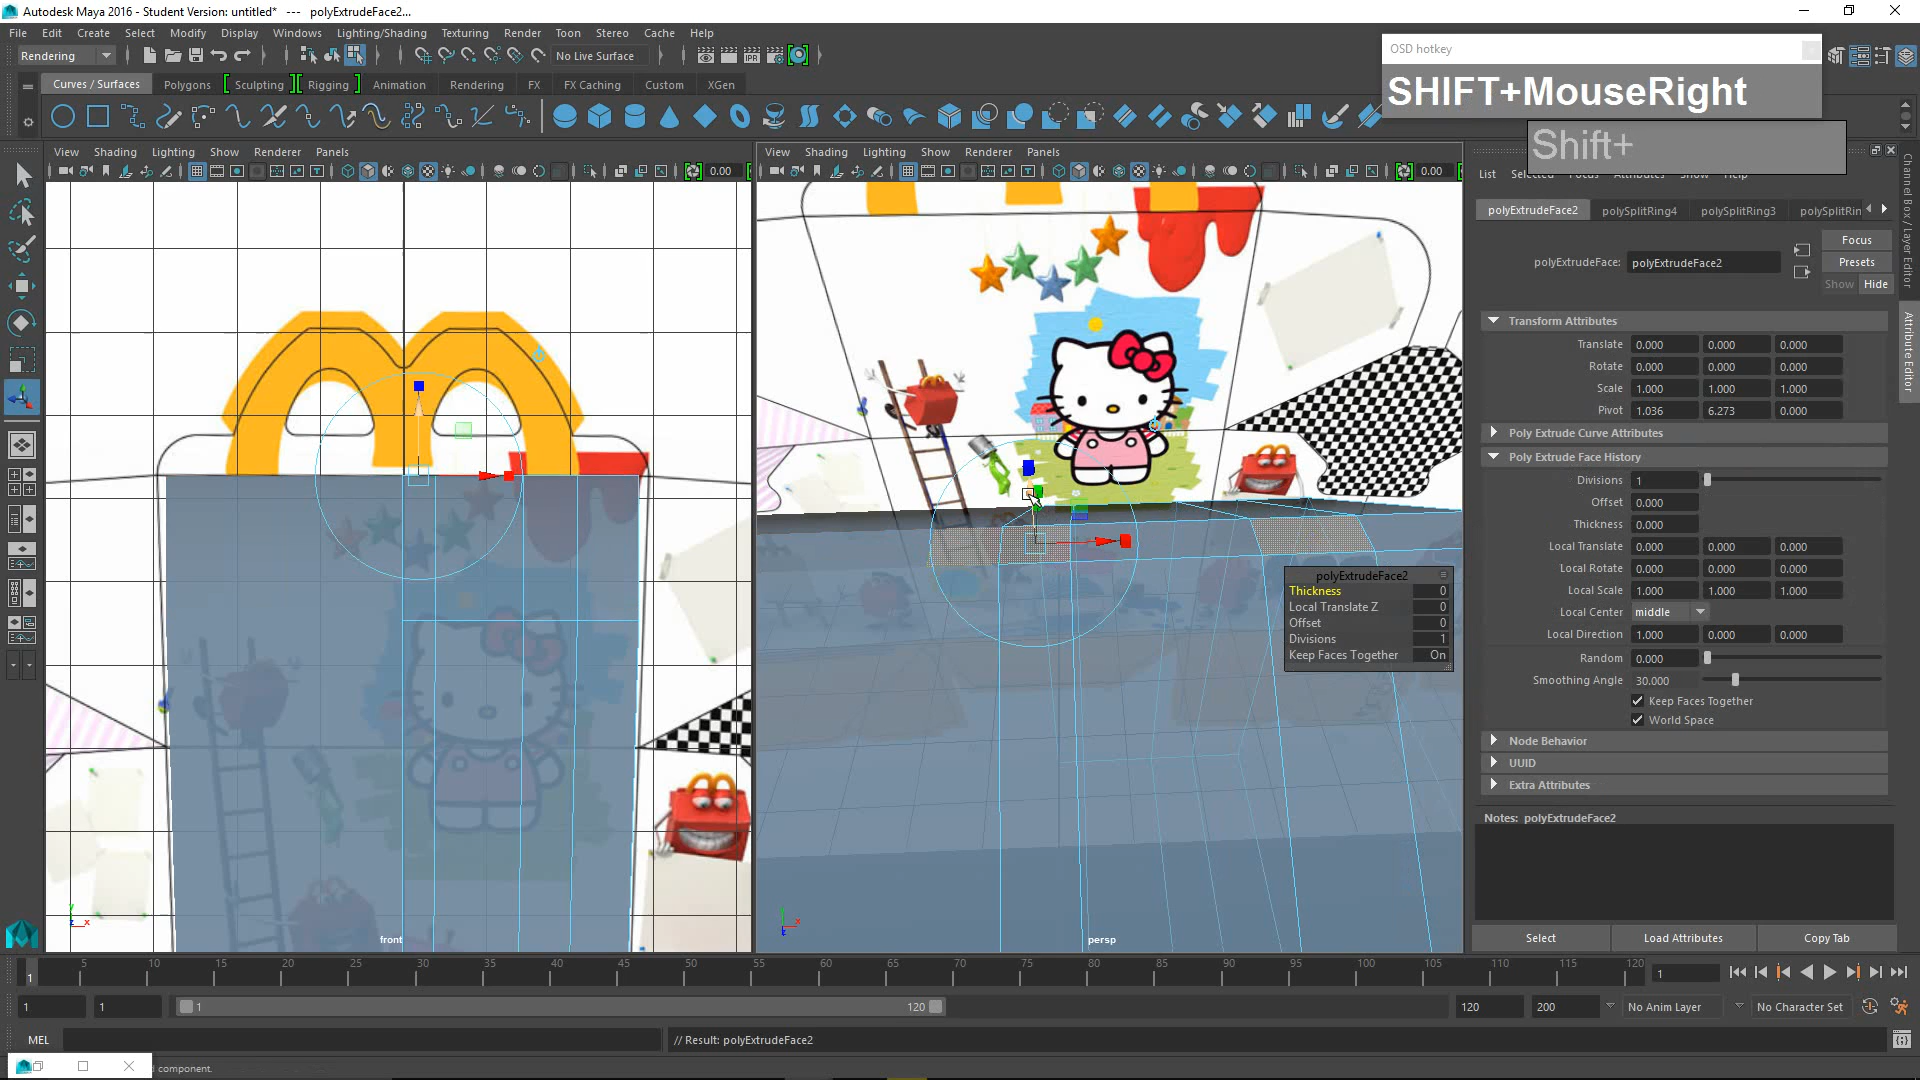 Autodesk Maya 2016 - Student Version: untitled*   ---   polyExtrudeFace2...
File Edit Create Select Modify Display Windows Lighting/Shading Texturing Render Toon Stereo Cache Help
OSD hotkey
SHIFT+MouseRight
Shift+
Rendering
No Live Surface
Curves / Surfaces Polygons Sculpting Rigging Animation Rendering FX FX Caching Custom XGen
View Shading Lighting Show Renderer Panels
View Shading Lighting Show Renderer Panels
0.00
0.00
List
polyExtrudeFace2 polySplitRing4 polySplitRing3 polySplitRin
Channel Box / Layer Editor
Attribute Editor
polyExtrudeFace: polyExtrudeFace2
Focus
Presets
Show Hide
Transform Attributes
Translate 0.000 0.000 0.000
Rotate 0.000 0.000 0.000
Scale 1.000 1.000 1.000
Pivot 1.036 6.273 0.000
Poly Extrude Curve Attributes
Poly Extrude Face History
Divisions 1
Offset 0.000
Thickness 0.000
Local Translate 0.000 0.000 0.000
Local Rotate 0.000 0.000 0.000
Local Scale 1.000 1.000 1.000
Local Center middle
Local Direction 1.000 0.000 0.000
Random 0.000
Smoothing Angle 30.000
Keep Faces Together
World Space
Node Behavior
UUID
Extra Attributes
Notes: polyExtrudeFace2
Select Load Attributes Copy Tab
polyExtrudeFace2
Thickness 0
Local Translate Z 0
Offset 0
Divisions 1
Keep Faces Together On
front
persp
y
z x
x
z
1 5 10 15 20 25 30 35 40 45 50 55 60 65 70 75 80 85 90 95 100 105 110 115 120
1
1 1 1 120 120 200 No Anim Layer No Character Set
MEL
// Result: polyExtrudeFace2
component.